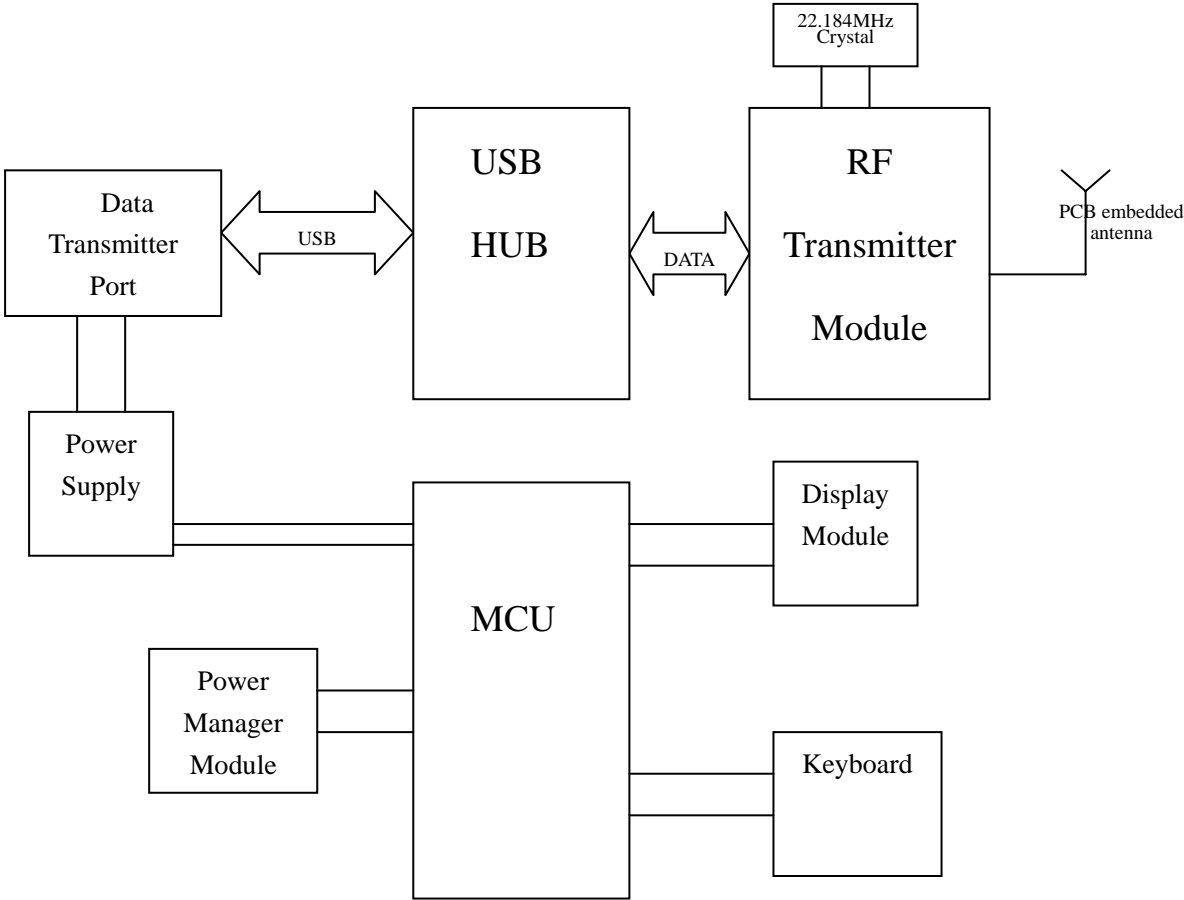 22.184MHz
Crystal
USB
HUB
RF
Transmitter
Module
Data
Transmitter
Port
USB
DATA
PCB embedded
antenna
Power
Supply
Display
Module
MCU
Power
Manager
Module
Keyboard